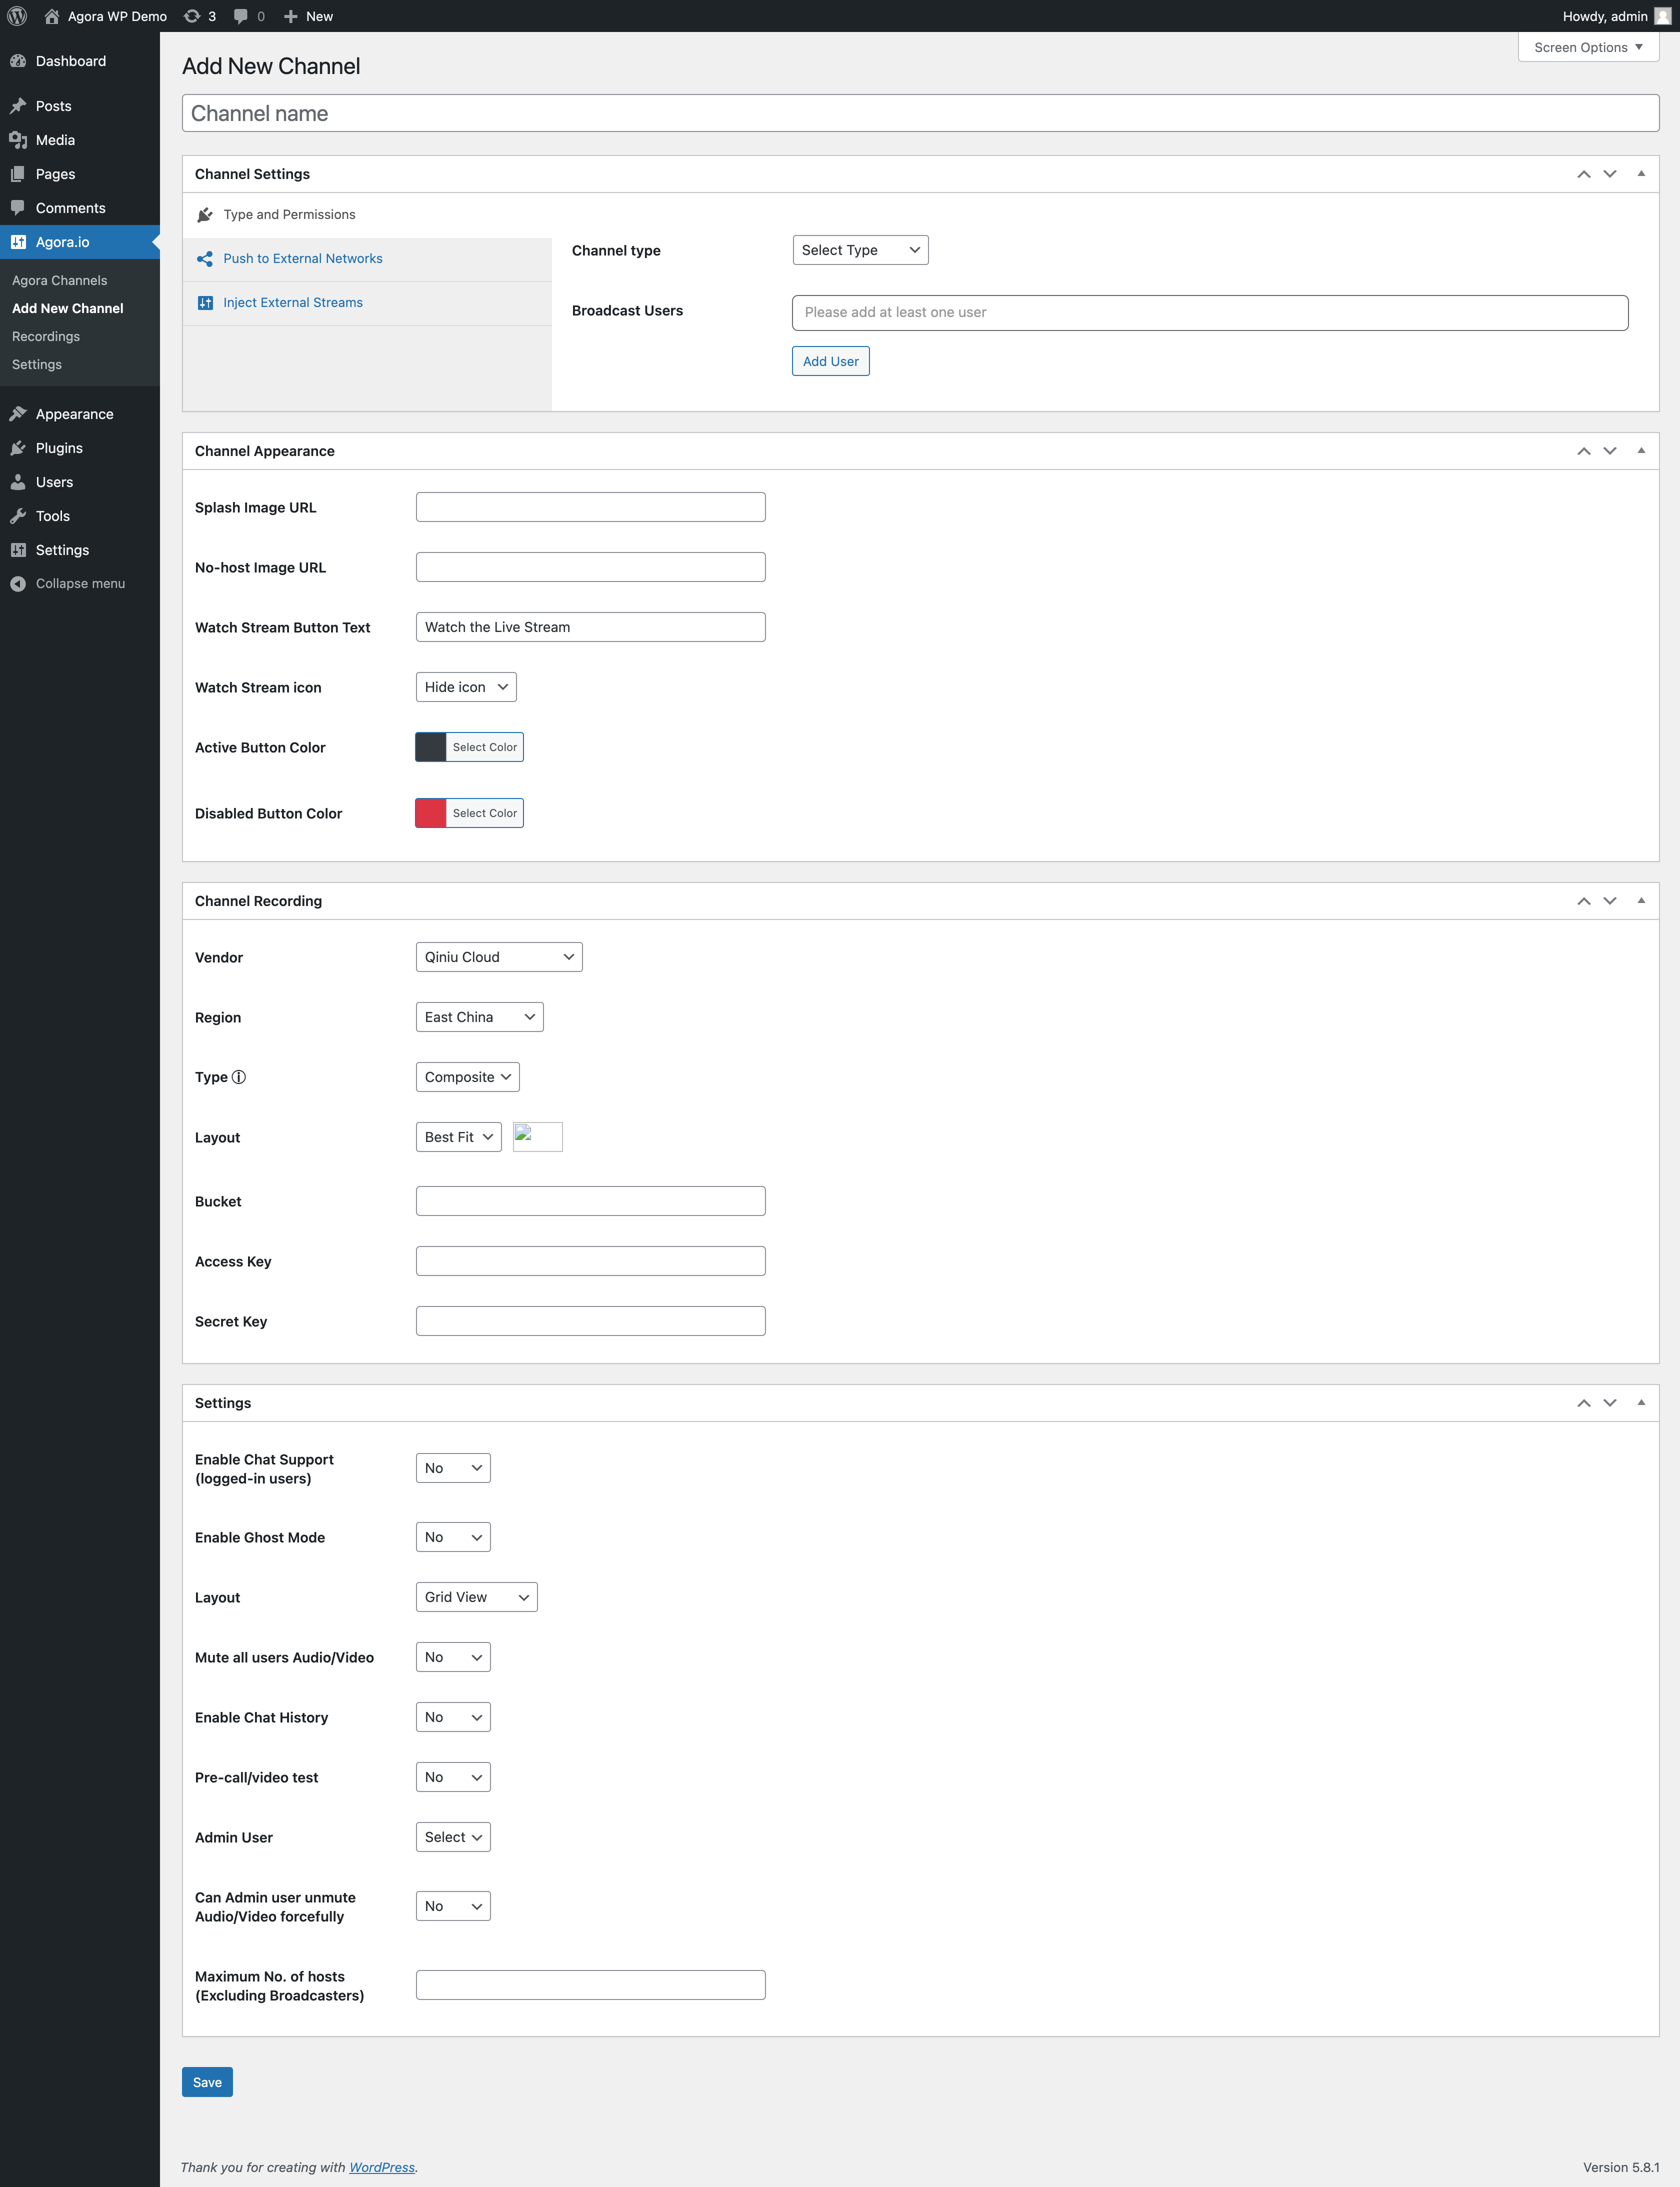 Agora WP Demo 3 0 New Howdy, admin
Screen Options
Dashboard
Posts
Media
Pages
Comments
Agora.io
Agora Channels
Add New Channel
Recordings
Settings
Appearance
Plugins
Users
Tools
Settings
Collapse menu
Add New Channel
Channel name
Channel Settings
Type and Permissions
Push to External Networks
Inject External Streams
Channel type Select Type
Broadcast Users Please add at least one user
Add User
Channel Appearance
Splash Image URL
No-host Image URL
Watch Stream Button Text Watch the Live Stream
Watch Stream icon Hide icon
Active Button Color Select Color
Disabled Button Color Select Color
Channel Recording
Vendor Qiniu Cloud
Region East China
Type Composite
Layout Best Fit
Bucket
Access Key
Secret Key
Settings
Enable Chat Support
(logged-in users) No
Enable Ghost Mode No
Layout Grid View
Mute all users Audio/Video No
Enable Chat History No
Pre-call/video test No
Admin User Select
Can Admin user unmute
Audio/Video forcefully No
Maximum No. of hosts
(Excluding Broadcasters)
Save
Thank you for creating with WordPress. Version 5.8.1